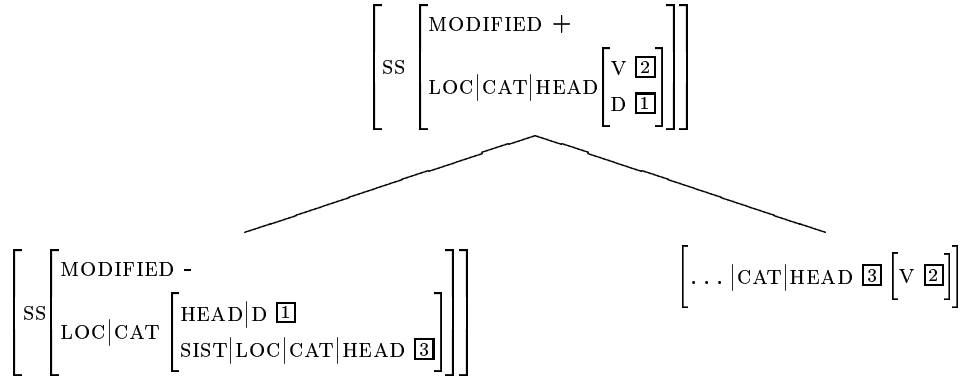 MODIFIED +
SS
LOC|CAT|HEAD
V 2
D 1
MODIFIED -
SS
LOC|CAT
HEAD|D 1
SIST|LOC|CAT|HEAD 3
...|CAT|HEAD 3 V 2